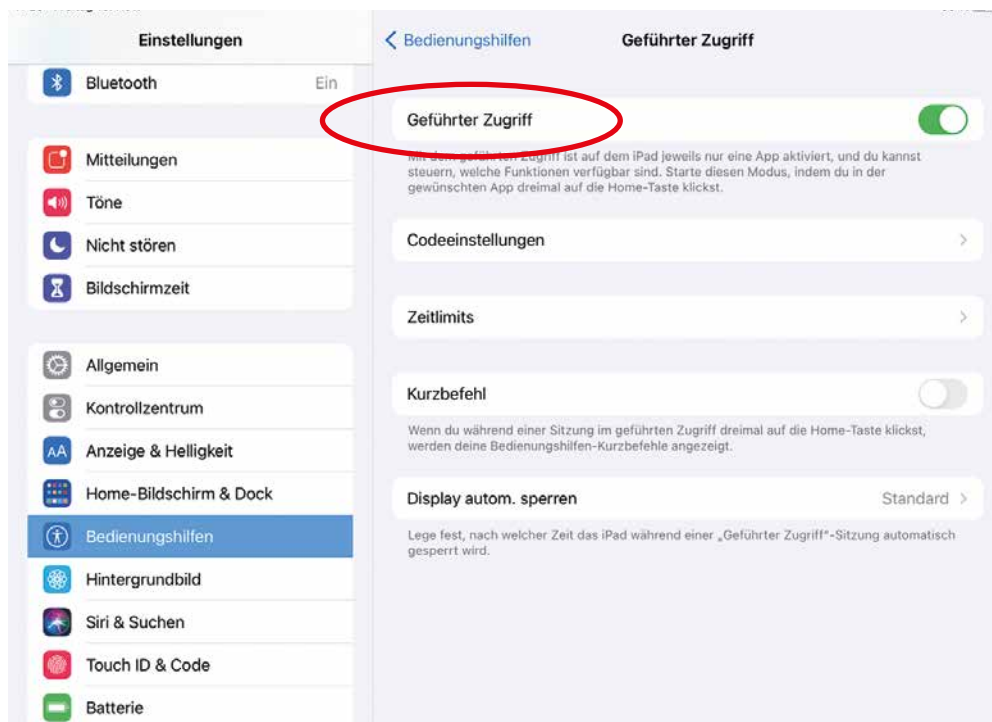 Einstellungen
Bluetooth
Ein
Mitteilungen
Töne
Nicht stören
Bildschirmzeit
Allgemein
Kontrollzentrum
AA
Anzeige & Helligkeit
Home-Bildschirm & Dock
Bedienungshilfen
Hintergrundbild
Siri & Suchen
Touch ID & Code
Batterie
Bedienungshilfen
Geführter Zugriff
Geführter Zugriff
Mit dem geführten Zugriff ist auf dem iPad jeweils nur eine App aktiviert, und du kannst
steuern, welche Funktionen verfügbar sind. Starte diesen Modus, indem du in der
gewünschten App dreimal auf die Home-Taste klickst.
Codeeinstellungen
Zeitlimits
Kurzbefehl
Wenn du während einer Sitzung im geführten Zugriff dreimal auf die Home-Taste klickst,
werden deine Bedienungshilfen-Kurzbefehle angezeigt.
Display autom. sperren
Standard
Lege fest, nach welcher Zeit das iPad während einer „Geführter Zugriff“-Sitzung automatisch
gesperrt wird.